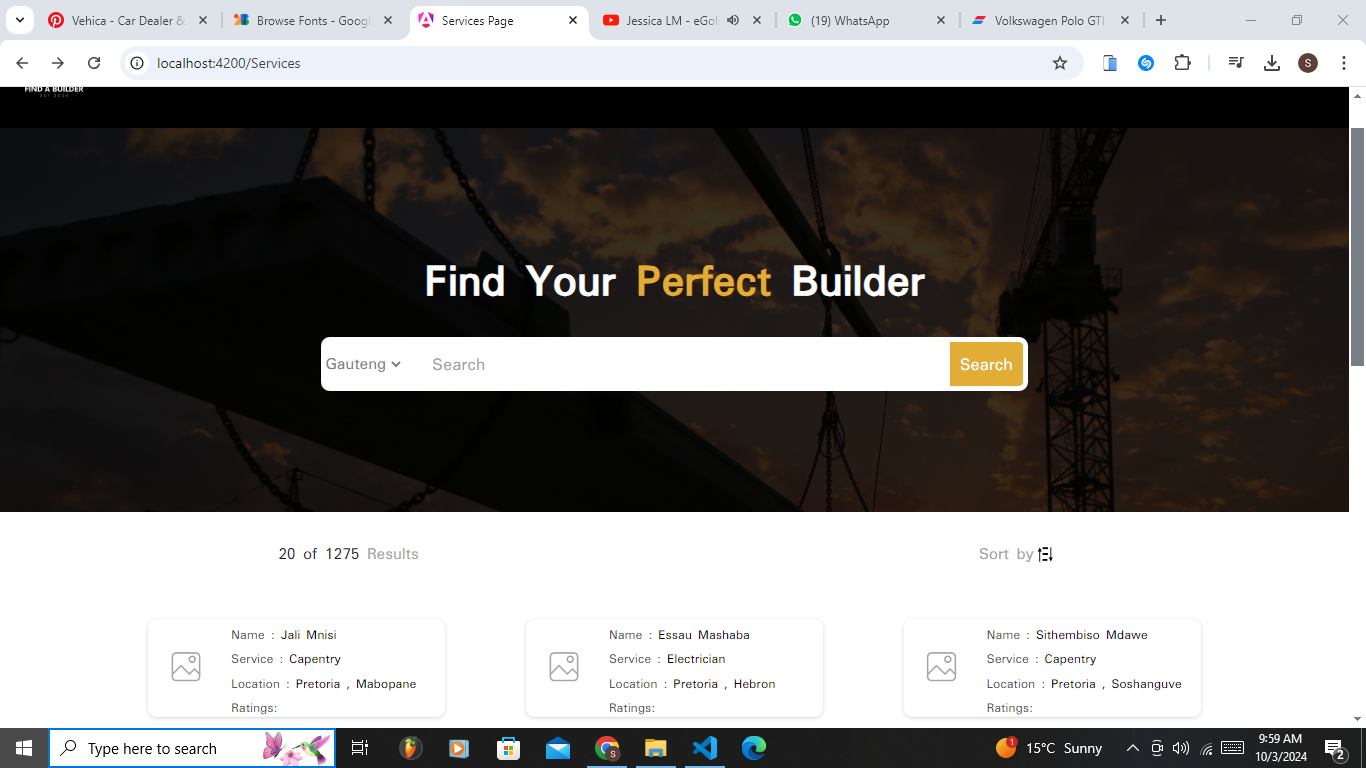 Vehica - Car Dealer &
Browse Fonts - Goog
Services Page
Jessica LM - eGol
(19) WhatsApp
Volkswagen Polo GTI
localhost:4200/Services
S
FIND A BUILDER
Find Your Perfect Builder
Gauteng
Search
Search
20 of 1275 Results
Sort by
Name : Jali Mnisi
Service : Capentry
Location : Pretoria , Mabopane
Ratings:
Name : Essau Mashaba
Service : Electrician
Location : Pretoria , Hebron
Ratings:
Name : Sithembiso Mdawe
Service : Capentry
Location : Pretoria , Soshanguve
Ratings:
Type here to search
S
1
15°C Sunny
9:59 AM
10/3/2024
2